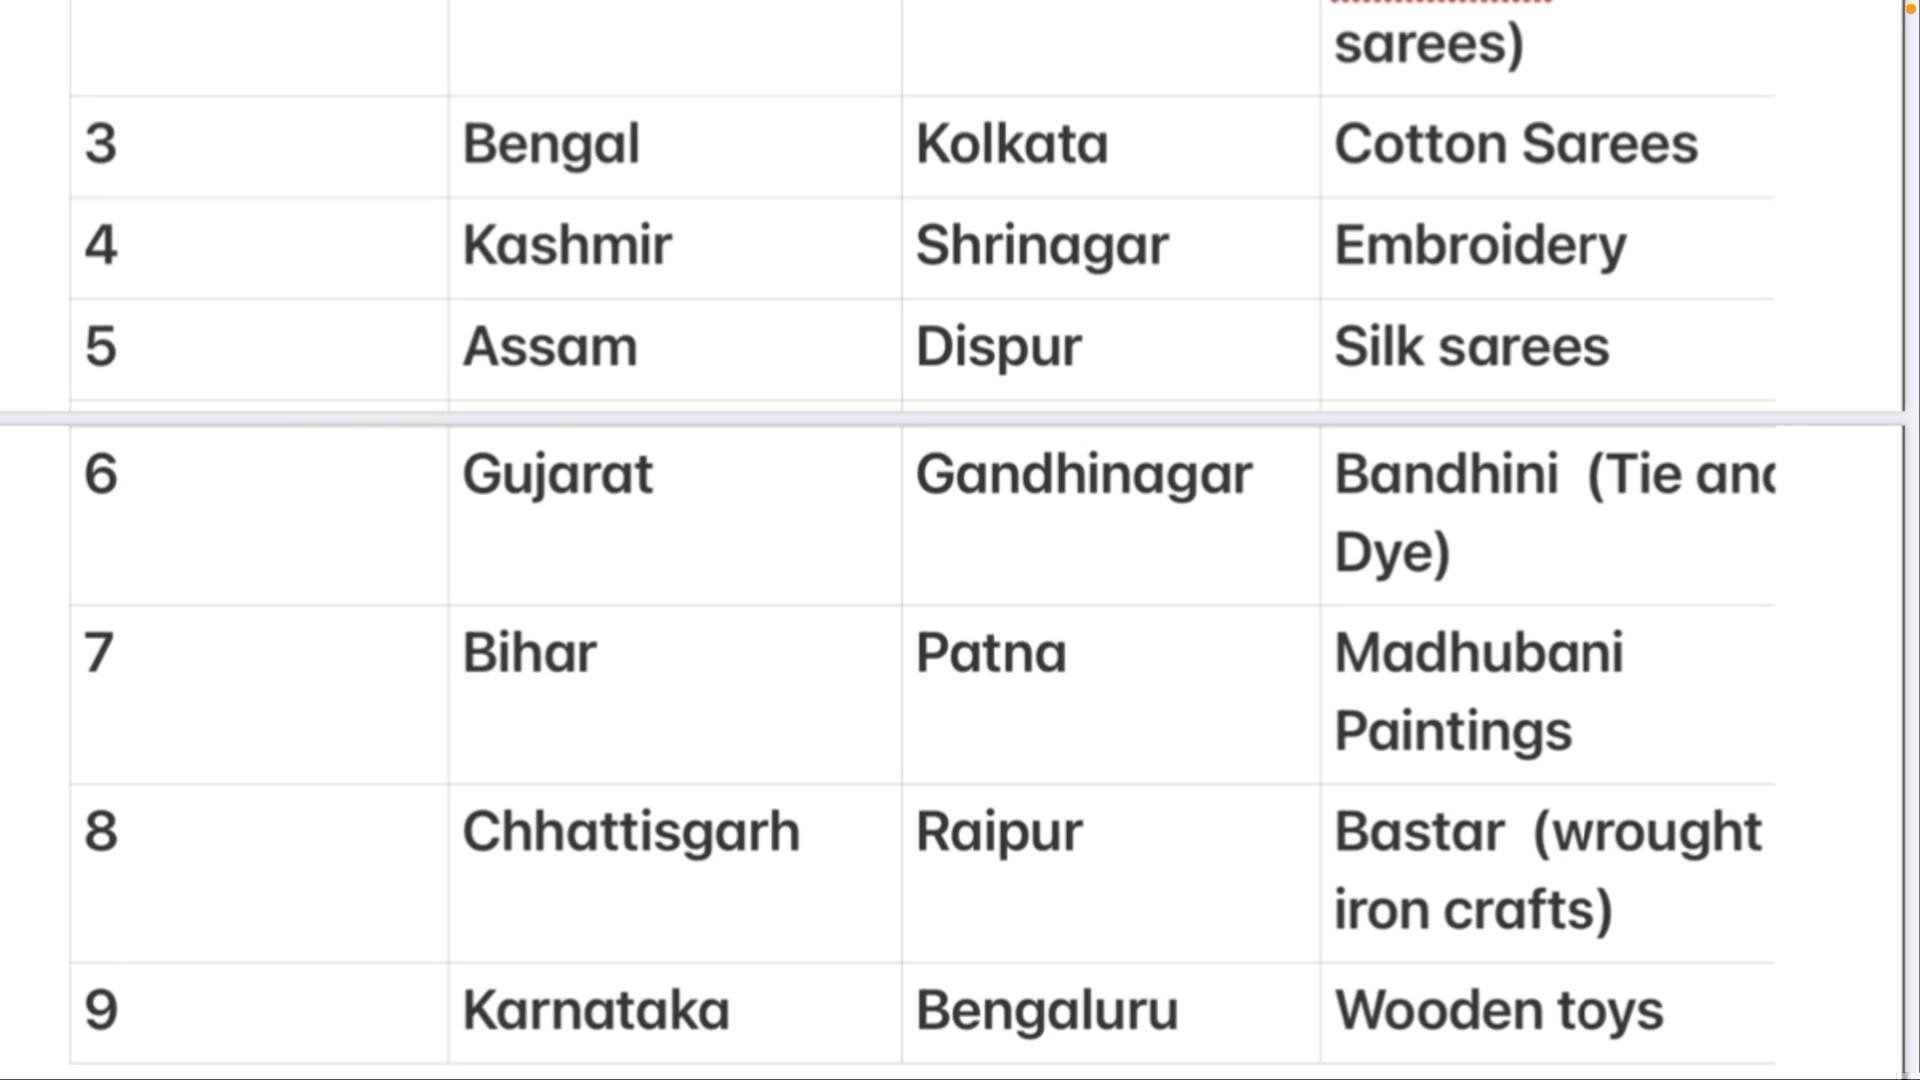 sarees)
3 Bengal Kolkata Cotton Sarees
4 Kashmir Shrinagar Embroidery
5 Assam Dispur Silk sarees
6 Gujarat Gandhinagar Bandhini (Tie and
Dye)
7 Bihar Patna Madhubani
Paintings
8 Chhattisgarh Raipur Bastar (wrought
iron crafts)
9 Karnataka Bengaluru Wooden toys